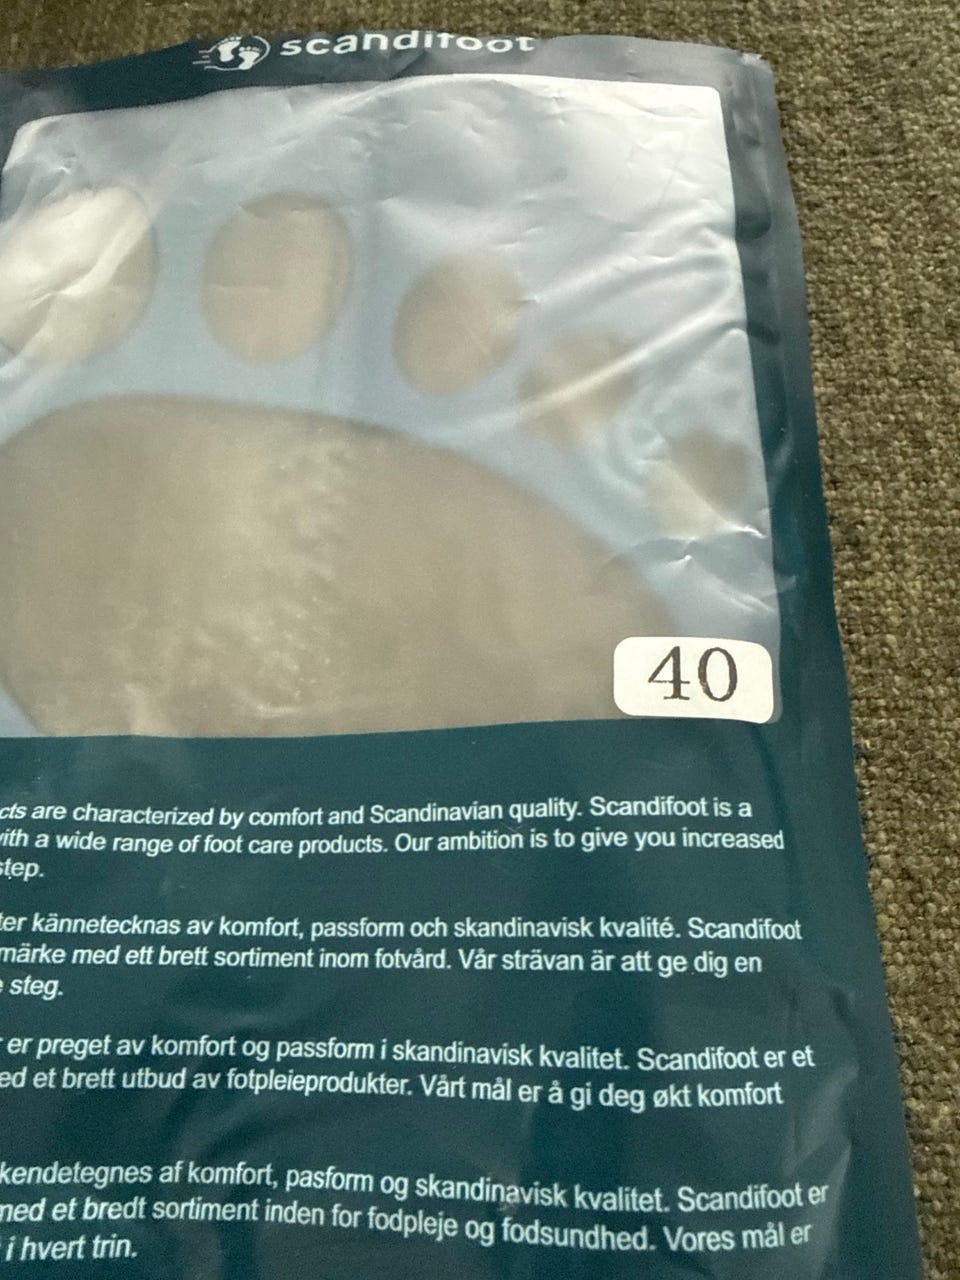 scandifoot
40
cts are characterized by comfort and Scandinavian quality. Scandifoot is a
with a wide range of foot care products. Our ambition is to give you increased
step.
ter kännetecknas av komfort, passform och skandinavisk kvalité. Scandifoot
märke med ett brett sortiment inom fotvård. Vår strävan är att ge dig en
steg.
er preget av komfort og passform i skandinavisk kvalitet. Scandifoot er et
ed et brett utbud av fotpleieprodukter. Vårt mål er å gi deg økt komfort
kendetegnes af komfort, pasform og skandinavisk kvalitet. Scandifoot er
med et bredt sortiment inden for fodpleje og fodsundhed. Vores mål er
i hvert trin.